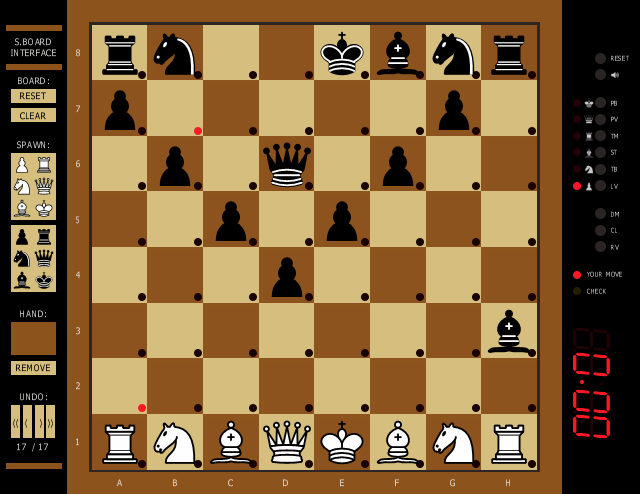 S.BOARD
INTERFACE
BOARD:
RESET
CLEAR
SPAWN:
HAND:
REMOVE
UNDO:
⟨⟨ ⟨ ⟩ ⟩⟩
17 / 17
8
7
6
5
4
3
2
1
A B C D E F G H
RESET
PB
PV
TM
ST
TB
LV
DM
CL
RV
YOUR MOVE
CHECK